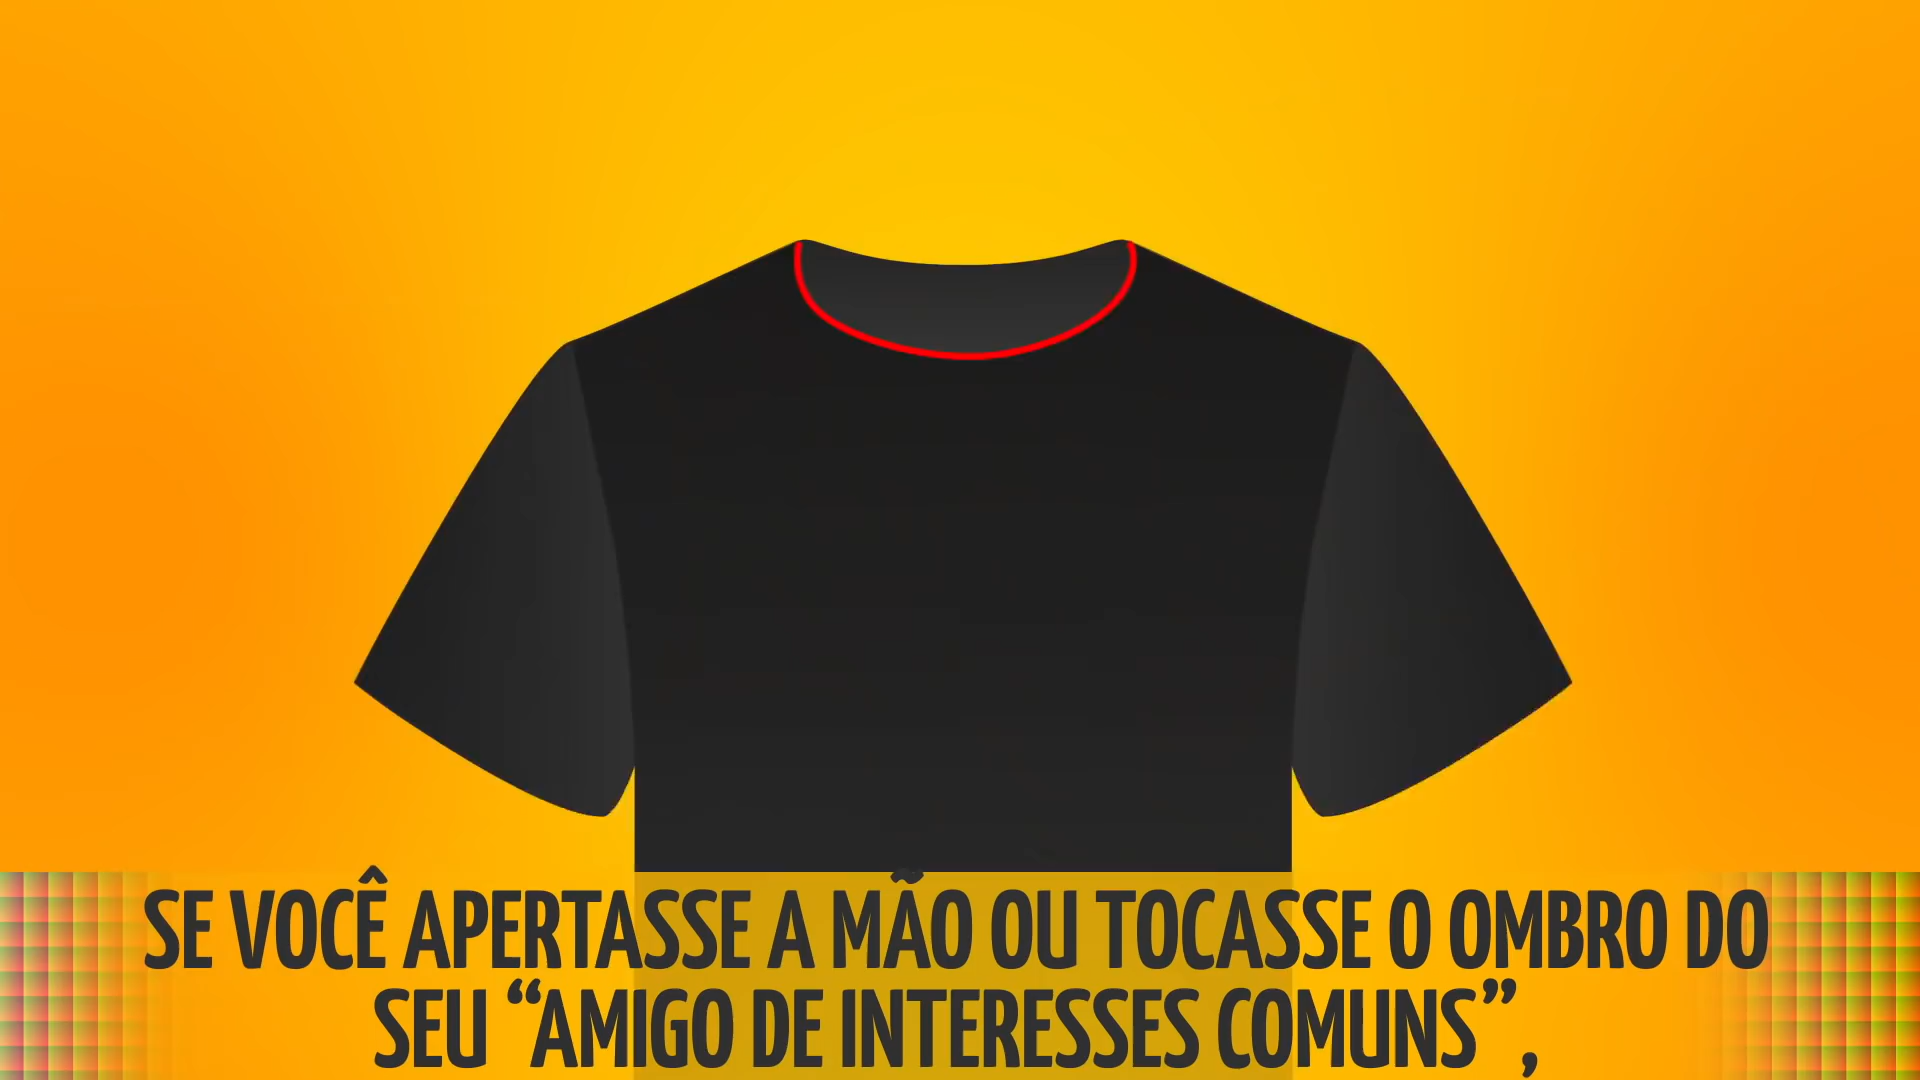 SE VOCÊ APERTASSE A MÃO OU TOCASSE O OMBRO DO
SEU “AMIGO DE INTERESSES COMUNS”,